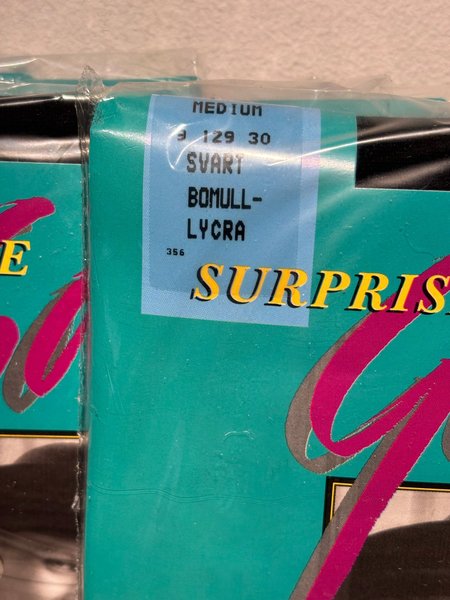 MEDIUM
9 129 30
SVART
BOMULL-
LYCRA
356
E
SURPRIS